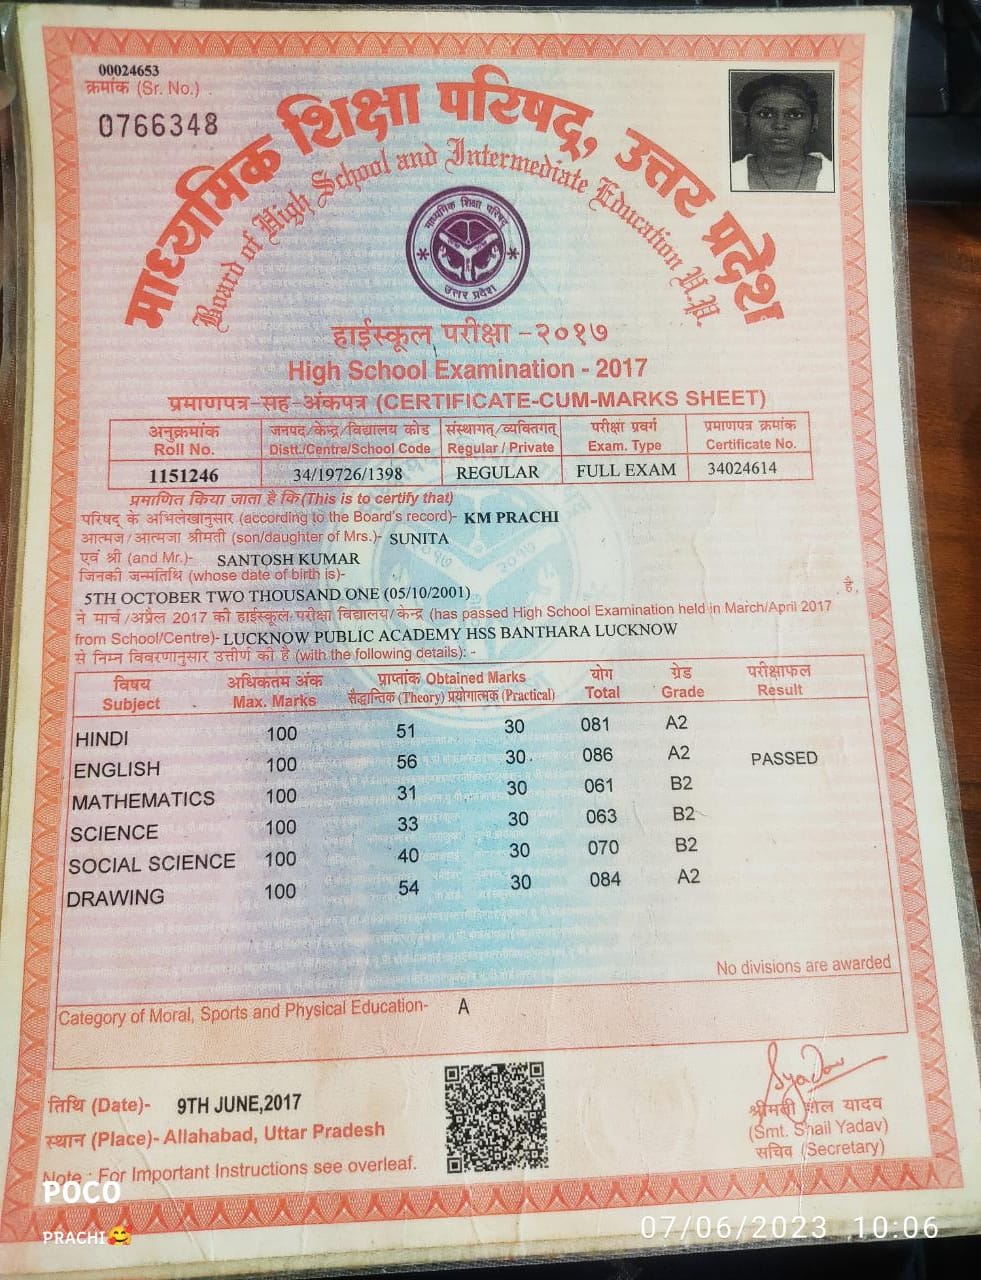 00024653
क्रमांक (Sr. No.)
0766348
माध्यमिक शिक्षा परिषद्, उत्तर प्रदेश
Board of High School and Intermediate Education U.P.
माध्यमिक शिक्षा परिषद
उत्तर प्रदेश
हाईस्कूल परीक्षा -२०१७
High School Examination - 2017
प्रमाणपत्र-सह-अंकपत्र (CERTIFICATE-CUM-MARKS SHEET)
अनुक्रमांक जनपद/केन्द्र/विद्यालय कोड संस्थागत्/व्यक्तिगत् परीक्षा प्रवर्ग प्रमाणपत्र क्रमांक
Roll No. Distt./Centre/School Code Regular / Private Exam. Type Certificate No.
1151246 34/19726/1398 REGULAR FULL EXAM 34024614
प्रमाणित किया जाता है कि(This is to certify that)
परिषद् के अभिलेखानुसार (according to the Board's record)- KM PRACHI
आत्मज/आत्मजा श्रीमती (son/daughter of Mrs.)- SUNITA
एवं श्री (and Mr.)- SANTOSH KUMAR
जिनकी जन्मतिथि (whose date of birth is)-
5TH OCTOBER TWO THOUSAND ONE (05/10/2001) है,
ने मार्च/अप्रैल 2017 की हाईस्कूल परीक्षा विद्यालय/केन्द्र (has passed High School Examination held in March/April 2017
from School/Centre)- LUCKNOW PUBLIC ACADEMY HSS BANTHARA LUCKNOW
से निम्न विवरणानुसार उत्तीर्ण की है (with the following details): -
विषय अधिकतम अंक प्राप्तांक Obtained Marks योग ग्रेड परीक्षाफल
Subject Max. Marks सैद्धान्तिक (Theory) प्रयोगात्मक (Practical) Total Grade Result
HINDI 100 51 30 081 A2
ENGLISH 100 56 30 086 A2 PASSED
MATHEMATICS 100 31 30 061 B2
SCIENCE 100 33 30 063 B2
SOCIAL SCIENCE 100 40 30 070 B2
DRAWING 100 54 30 084 A2
No divisions are awarded
Category of Moral, Sports and Physical Education- A
तिथि (Date)- 9TH JUNE,2017
स्थान (Place)- Allahabad, Uttar Pradesh
Note : For Important Instructions see overleaf.
SYadav
श्रीमती शैल यादव
(Smt. Shail Yadav)
सचिव (Secretary)
POCO
PRACHI🥰
07/06/2023 10:06